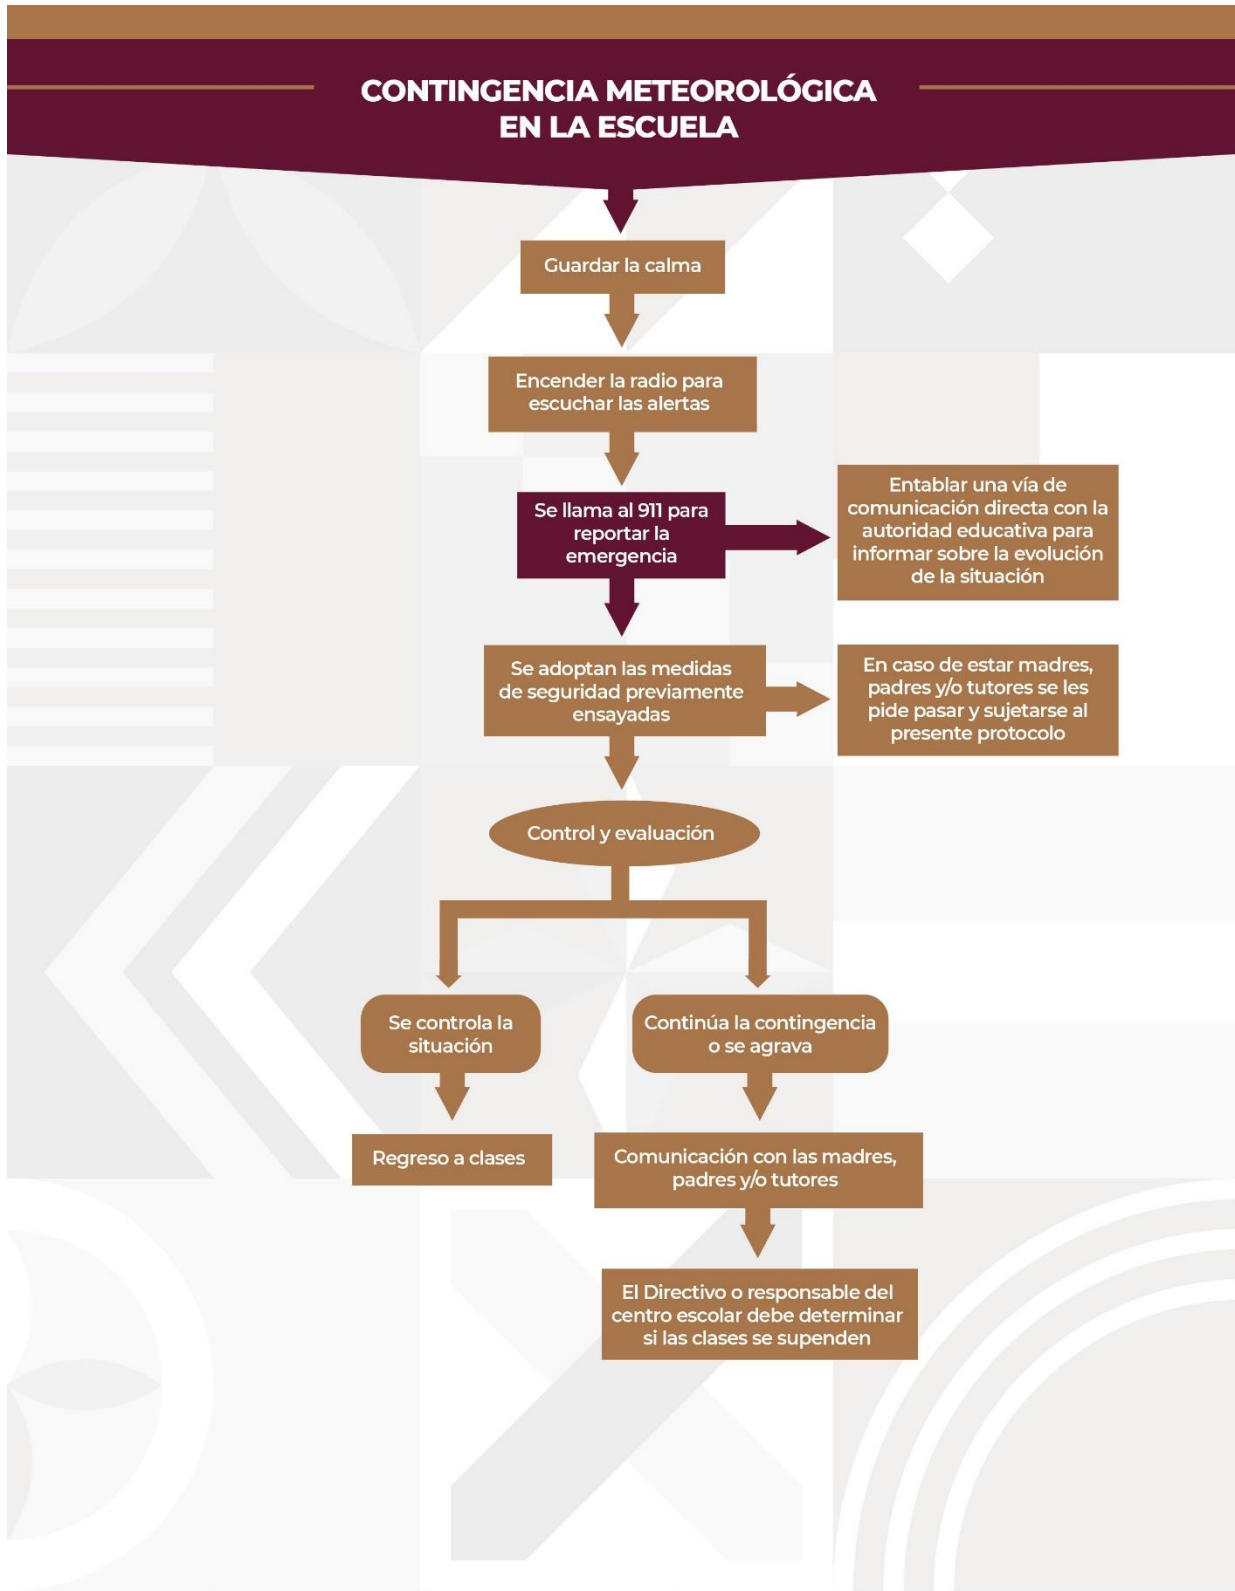 CONTINGENCIA METEOROLÓGICA
EN LA ESCUELA
Guardar la calma
Encender la radio para
escuchar las alertas
Se llama al 911 para
reportar la
emergencia
Entablar una vía de
comunicación directa con la
autoridad educativa para
informar sobre la evolución
de la situación
Se adoptan las medidas
de seguridad previamente
ensayadas
En caso de estar madres,
padres y/o tutores se les
pide pasar y sujetarse al
presente protocolo
Control y evaluación
Se controla la
situación
Continúa la contingencia
o se agrava
Regreso a clases
Comunicación con las madres,
padres y/o tutores
El Directivo o responsable del
centro escolar debe determinar
si las clases se supenden